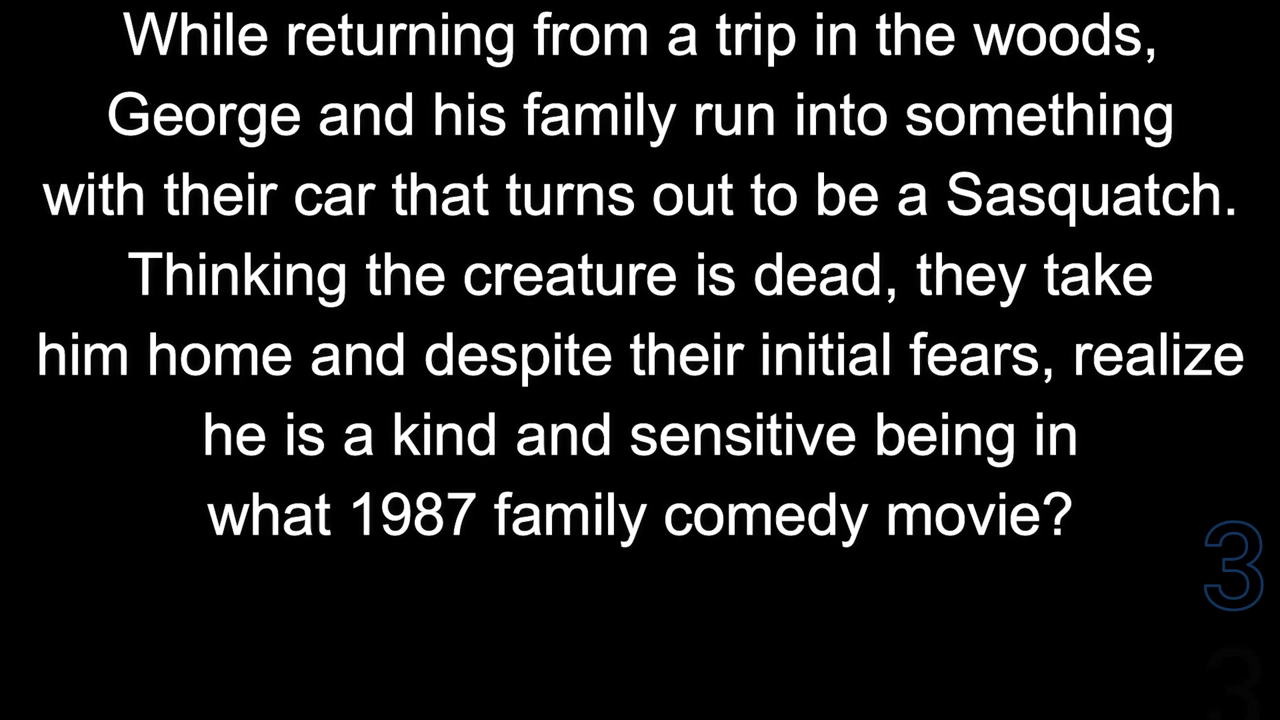 While returning from a trip in the woods,
George and his family run into something
with their car that turns out to be a Sasquatch.
Thinking the creature is dead, they take
him home and despite their initial fears, realize
he is a kind and sensitive being in
what 1987 family comedy movie?
3
3